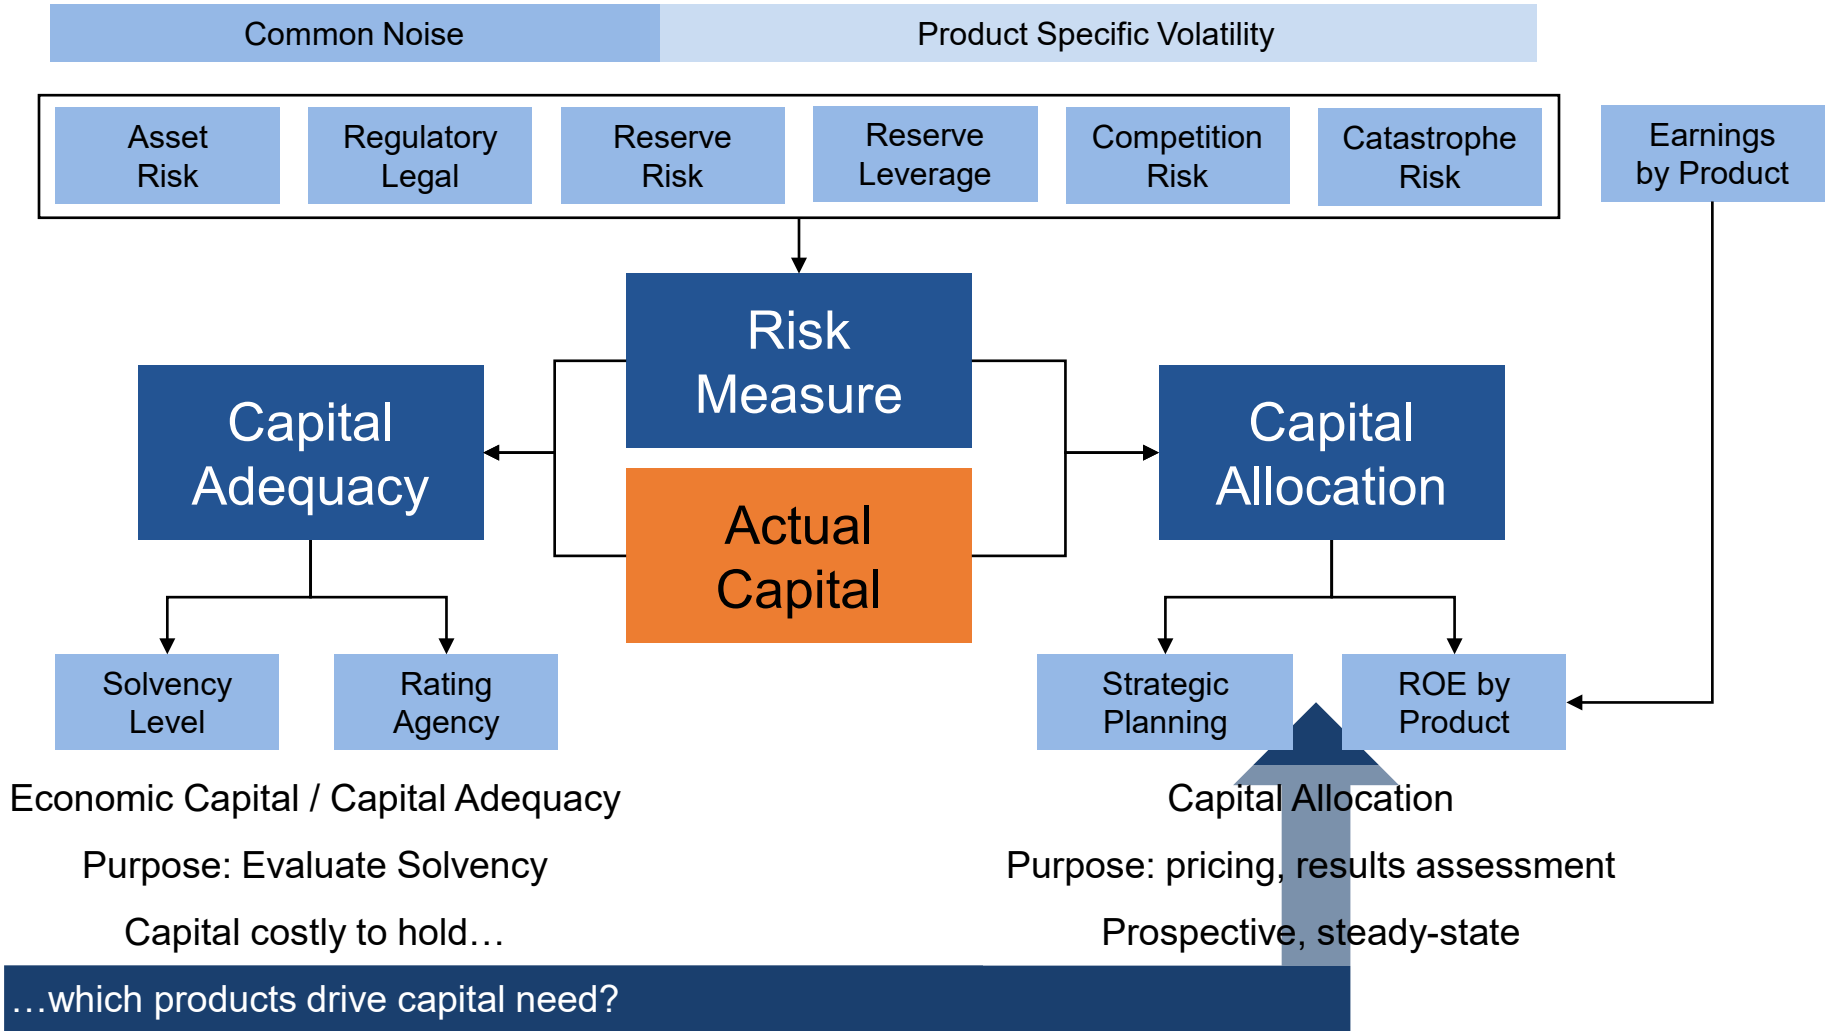 Common Noise
Product Specific Volatility
Asset
Risk
Regulatory
Legal
Reserve
Risk
Reserve
Leverage
Competition
Risk
Catastrophe
Risk
Earnings
by Product
Risk
Measure
Capital
Adequacy
Capital
Allocation
Actual
Capital
Solvency
Level
Rating
Agency
Strategic
Planning
ROE by
Product
Economic Capital / Capital Adequacy
Purpose: Evaluate Solvency
Capital costly to hold…
Capital Allocation
Purpose: pricing, results assessment
Prospective, steady-state
…which products drive capital need?